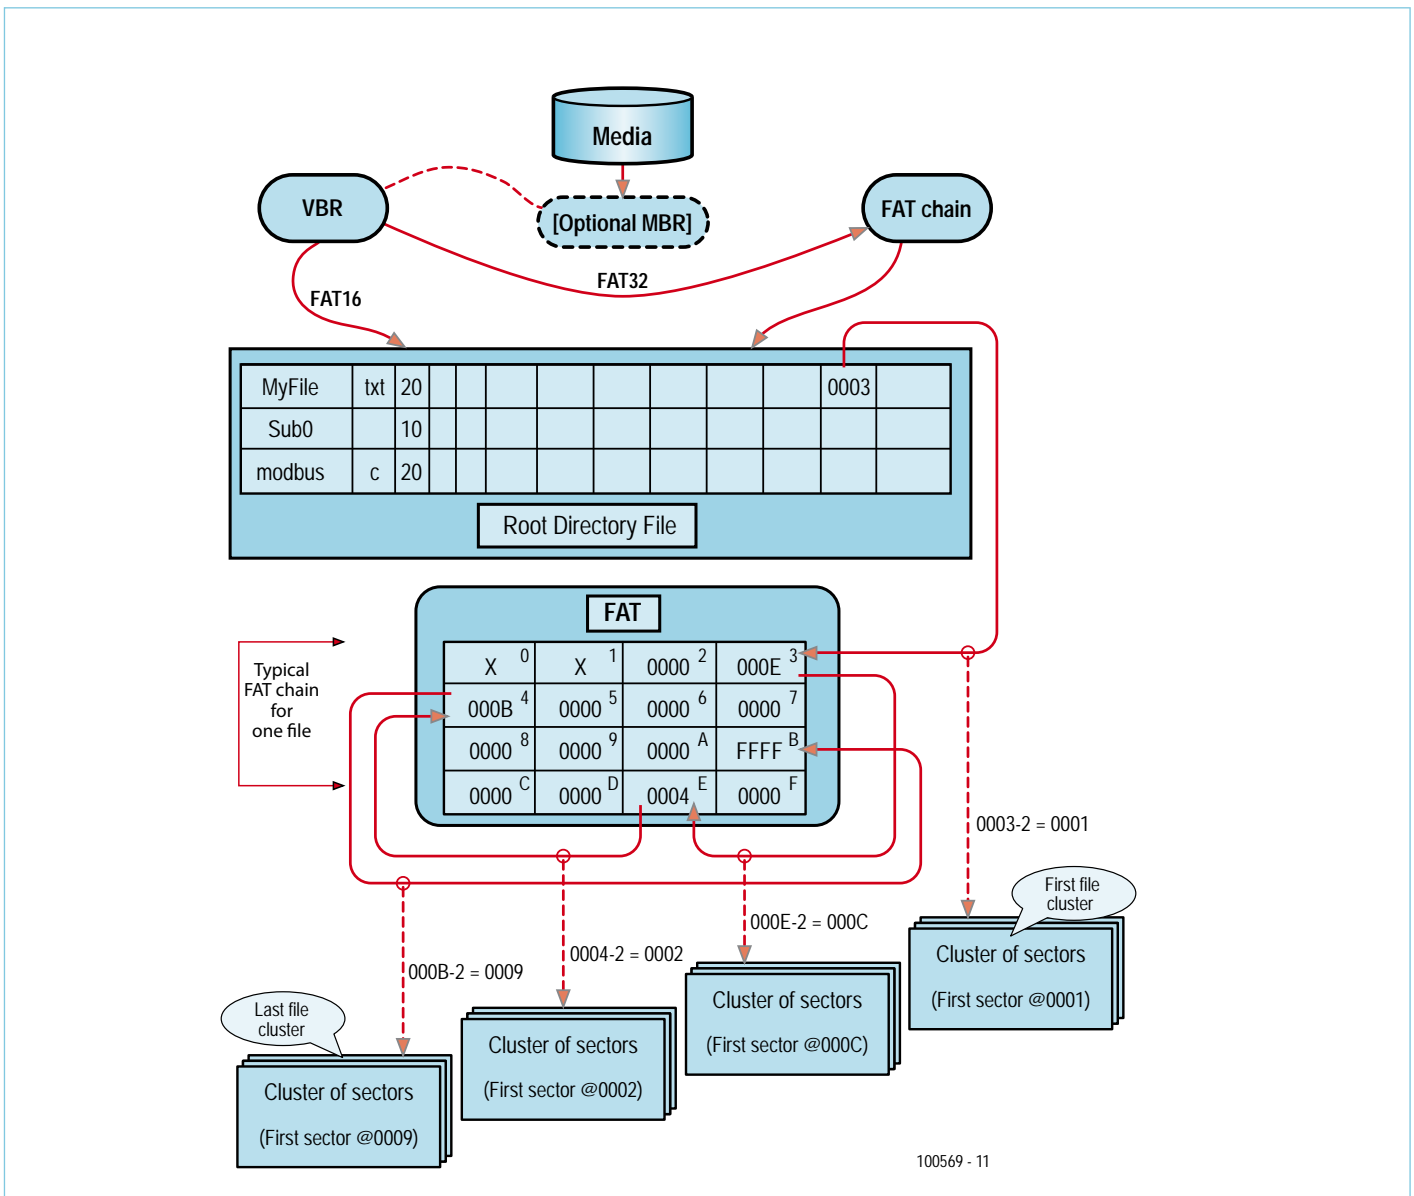 Media
VBR
[Optional MBR]
FAT chain
FAT32
FAT16
MyFile txt 20 0003
Sub0 10
modbus c 20
Root Directory File
FAT
X 0 X 1 0000 2 000E 3
000B 4 0000 5 0000 6 0000 7
0000 8 0000 9 0000 A FFFF B
0000 C 0000 D 0004 E 0000 F
Typical
FAT chain
for
one file
0003-2 = 0001
000E-2 = 000C
0004-2 = 0002
000B-2 = 0009
First file
cluster
Cluster of sectors
(First sector @0001)
Cluster of sectors
(First sector @000C)
Cluster of sectors
(First sector @0002)
Last file
cluster
Cluster of sectors
(First sector @0009)
100569 - 11